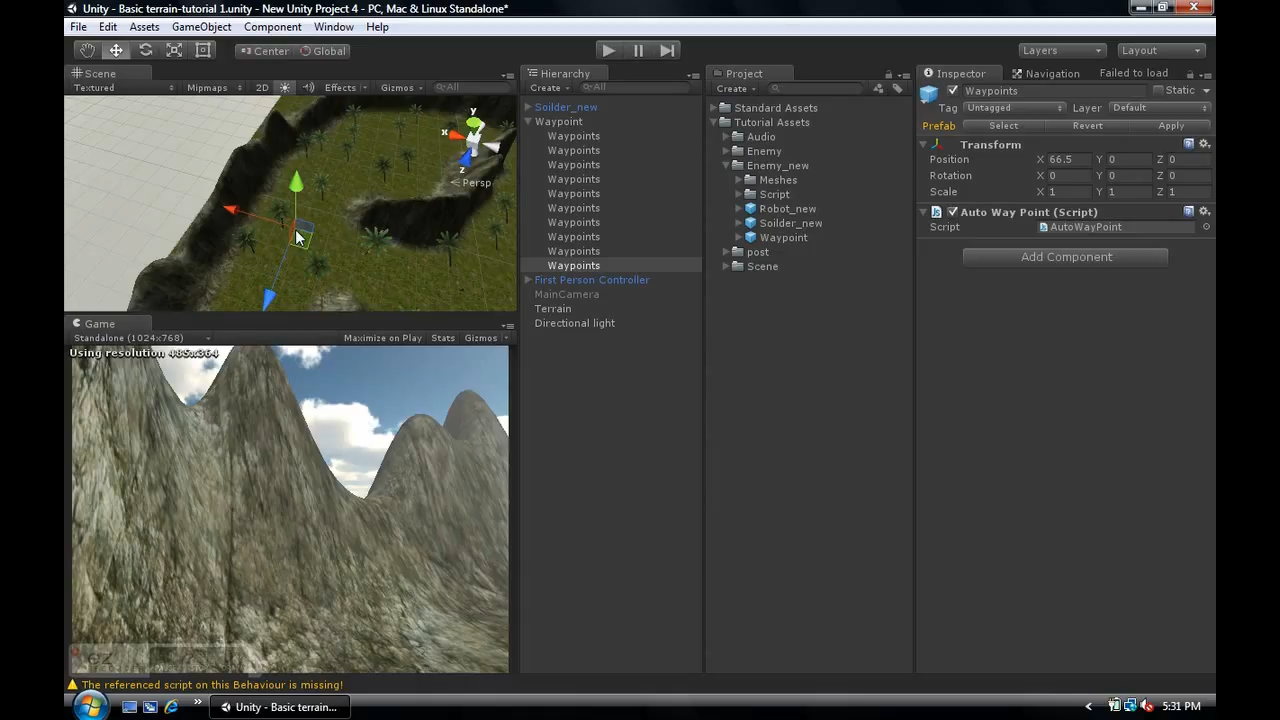 Unity - Basic terrain-tutorial 1.unity - New Unity Project 4 - PC, Mac & Linux Standalone*
File Edit Assets GameObject Component Window Help
Center Global Layers Layout
Scene
Textured Mipmaps 2D Effects Gizmos All
y
x
z
Persp
Game
Standalone (1024x768) Maximize on Play Stats Gizmos
Using resolution 485x364
ez
Hierarchy
Create All
Soilder_new
Waypoint
Waypoints
Waypoints
Waypoints
Waypoints
Waypoints
Waypoints
Waypoints
Waypoints
Waypoints
Waypoints
First Person Controller
MainCamera
Terrain
Directional light
Project
Create
Standard Assets
Tutorial Assets
Audio
Enemy
Enemy_new
Meshes
Script
Robot_new
Soilder_new
Waypoint
post
Scene
Inspector Navigation Failed to load
Waypoints Static
Tag Untagged Layer Default
Prefab Select Revert Apply
Transform
Position X 66.5 Y 0 Z 0
Rotation X 0 Y 0 Z 0
Scale X 1 Y 1 Z 1
Auto Way Point (Script)
Script AutoWayPoint
Add Component
The referenced script on this Behaviour is missing!
Unity - Basic terrain...
5:31 PM